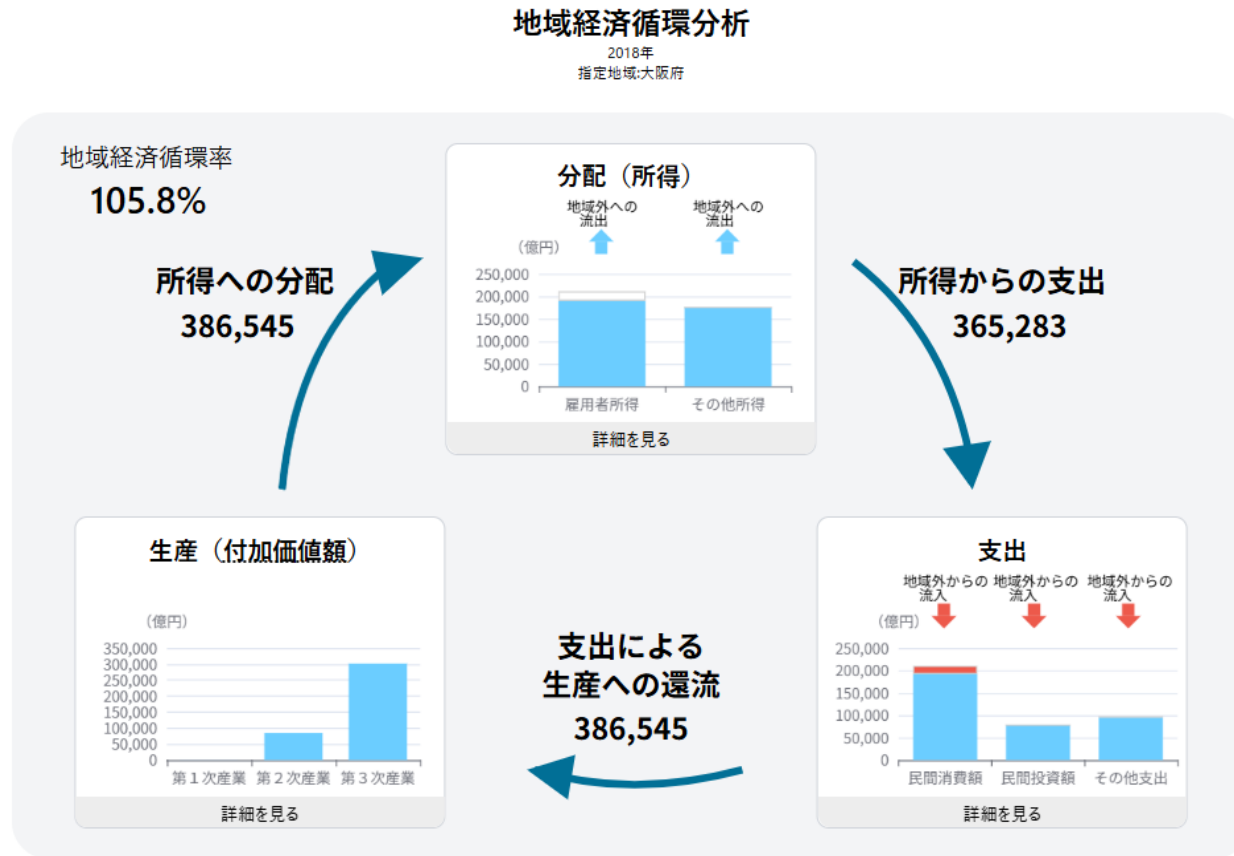 地域経済循環分析
2018年
指定地域:大阪府
地域経済循環率
105.8%
所得への分配
386,545
分配（所得）
地域外への
流出
地域外への
流出
（億円）
250,000
200,000
150,000
100,000
50,000
0
雇用者所得
その他所得
詳細を見る
所得からの支出
365,283
生産（付加価値額）
（億円）
350,000
300,000
250,000
200,000
150,000
100,000
50,000
0
第１次産業
第２次産業
第３次産業
詳細を見る
支出による
生産への還流
386,545
支出
地域外からの
流入
地域外からの
流入
地域外からの
流入
（億円）
250,000
200,000
150,000
100,000
50,000
0
民間消費額
民間投資額
その他支出
詳細を見る